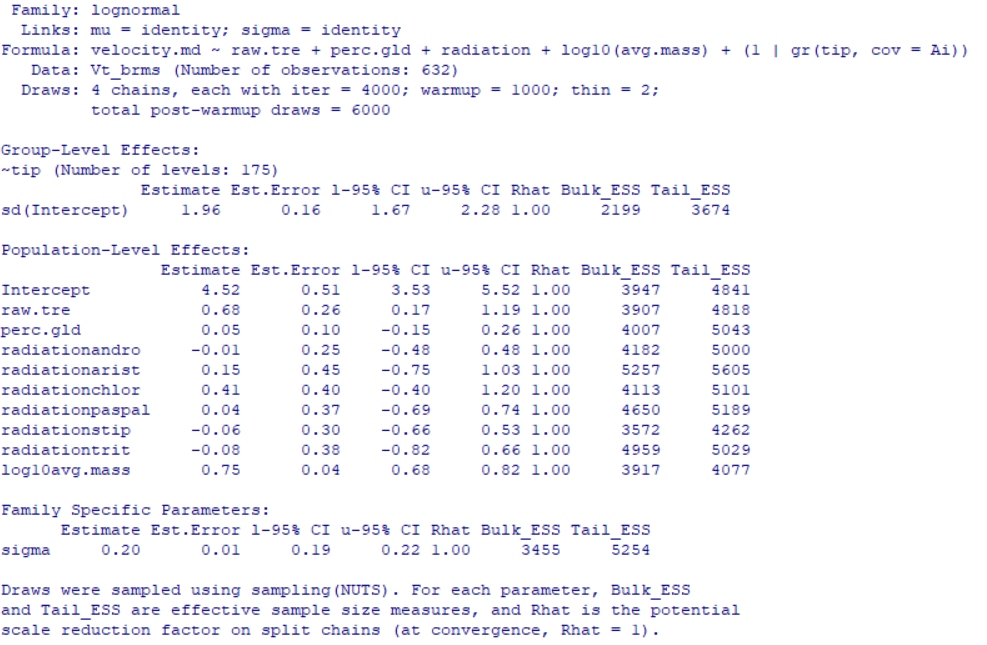 Family: lognormal
Links: mu = identity; sigma = identity
Formula: velocity.md ~ raw.tre + perc.gld + radiation + log10(avg.mass) + (1 | gr(tip, cov = Ai))
Data: Vt_brms (Number of observations: 632)
Draws: 4 chains, each with iter = 4000; warmup = 1000; thin = 2;
total post-warmup draws = 6000

Group-Level Effects:
~tip (Number of levels: 175)
Estimate Est.Error l-95% CI u-95% CI Rhat Bulk_ESS Tail_ESS
sd(Intercept) 1.96 0.16 1.67 2.28 1.00 2199 3674

Population-Level Effects:
Estimate Est.Error l-95% CI u-95% CI Rhat Bulk_ESS Tail_ESS
Intercept 4.52 0.51 3.53 5.52 1.00 3947 4841
raw.tre 0.68 0.26 0.17 1.19 1.00 3907 4818
perc.gld 0.05 0.10 -0.15 0.26 1.00 4007 5043
radiationandro -0.01 0.25 -0.48 0.48 1.00 4182 5000
radiationarist 0.15 0.45 -0.75 1.03 1.00 5257 5605
radiationchlor 0.41 0.40 -0.40 1.20 1.00 4113 5101
radiationpaspal 0.04 0.37 -0.69 0.74 1.00 4650 5189
radiationstip -0.06 0.30 -0.66 0.53 1.00 3572 4262
radiationtrit -0.08 0.38 -0.82 0.66 1.00 4959 5029
log10avg.mass 0.75 0.04 0.68 0.82 1.00 3917 4077

Family Specific Parameters:
Estimate Est.Error l-95% CI u-95% CI Rhat Bulk_ESS Tail_ESS
sigma 0.20 0.01 0.19 0.22 1.00 3455 5254

Draws were sampled using sampling(NUTS). For each parameter, Bulk_ESS
and Tail_ESS are effective sample size measures, and Rhat is the potential
scale reduction factor on split chains (at convergence, Rhat = 1).